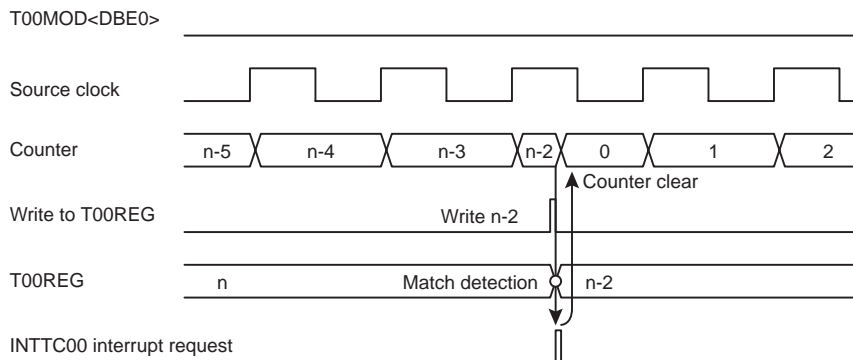 T00MOD<DBE0>
Source clock
Counter n-5 n-4 n-3 n-2 0 1 2
Counter clear
Write to T00REG Write n-2
T00REG n Match detection n-2
INTTC00 interrupt request